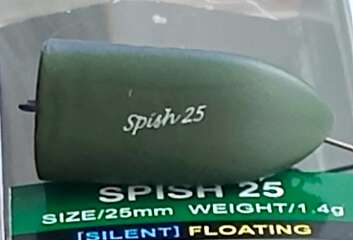 Spish 25
SPISH 25
SIZE/25mm WEIGHT/1.4g
[SILENT] FLOATING